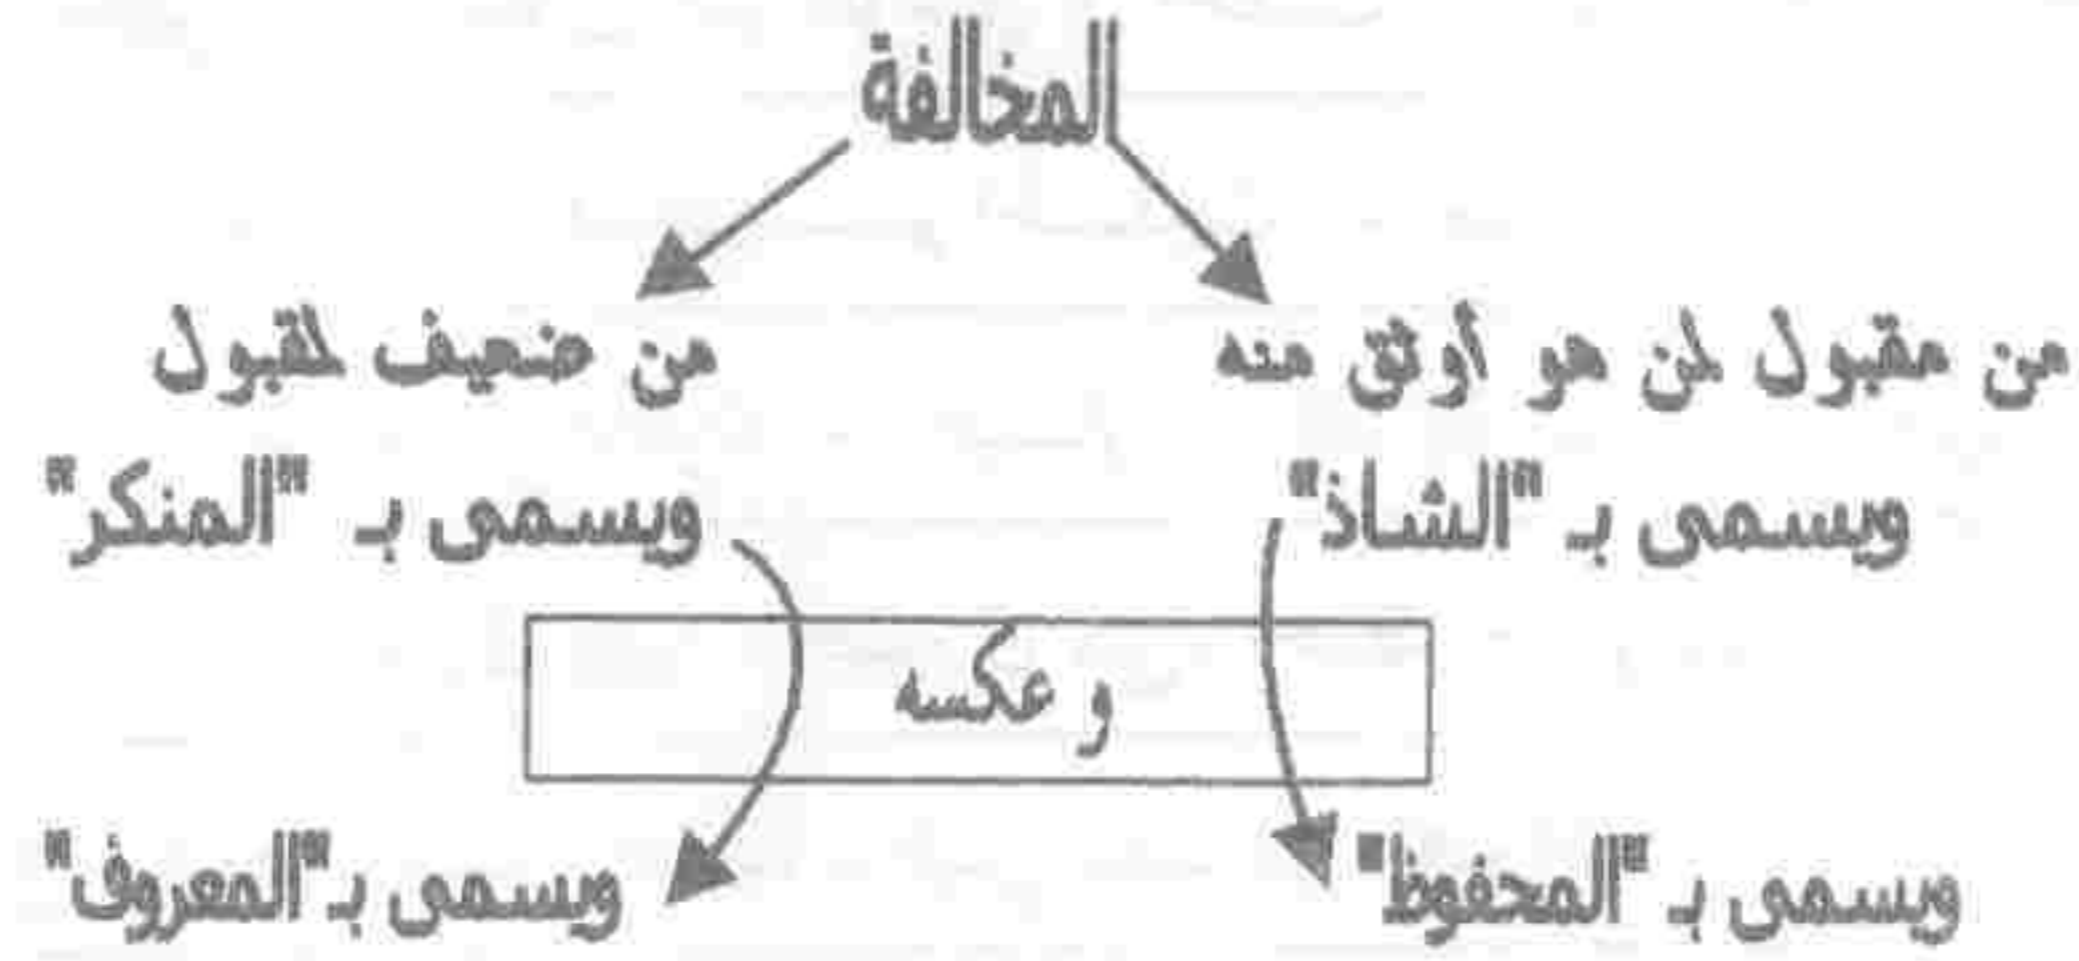 المخالفة
من مقبول لمن هو أوثق منه
من ضعيف لمقبول
ويسمى بـ "الشاذ"
ويسمى بـ "المنكر"
و عكسه
ويسمى بـ "المحفوظ"
ويسمى بـ"المعروف"